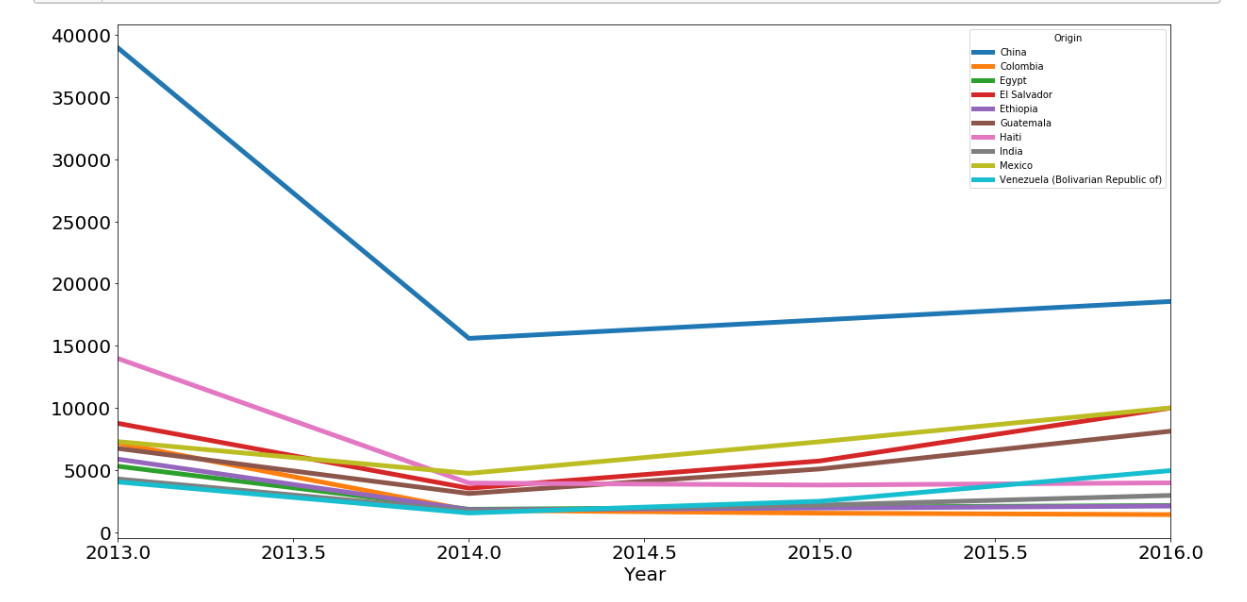 40000
35000
30000
25000
20000
15000
10000
5000
0
Origin
China
Colombia
Egypt
El Salvador
Ethiopia
Guatemala
Haiti
India
Mexico
Venezuela (Bolivarian Republic of)
2013.0 2013.5 2014.0 2014.5 2015.0 2015.5 2016.0
Year